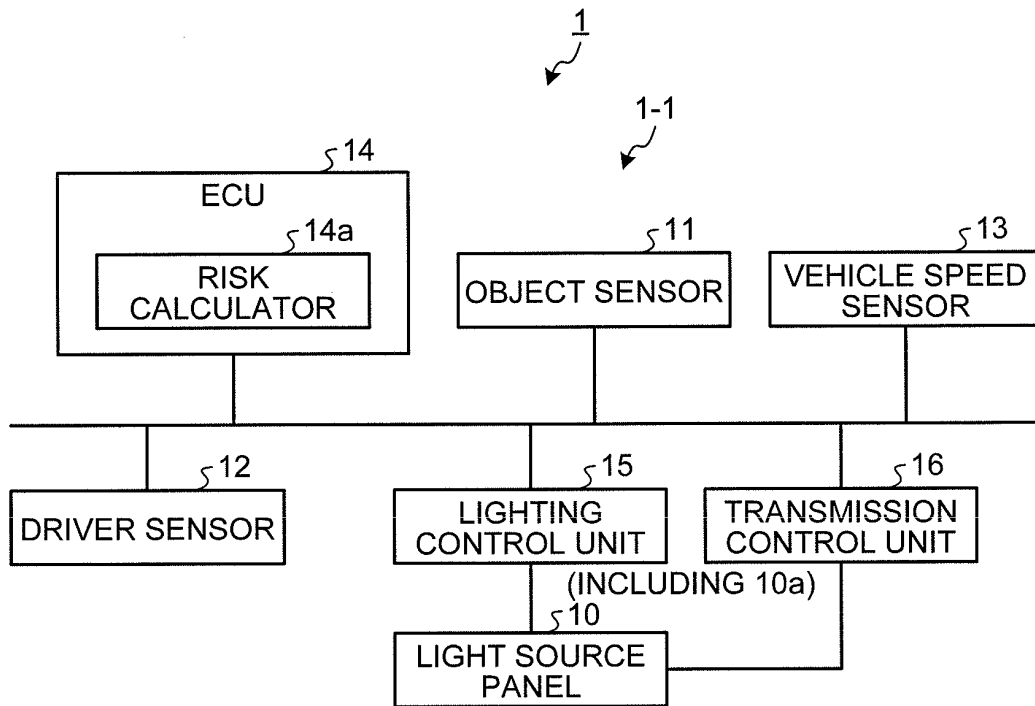 1
1-1
14
ECU
14a
RISK
CALCULATOR
11
OBJECT SENSOR
13
VEHICLE SPEED
SENSOR
12
DRIVER SENSOR
15
LIGHTING
CONTROL UNIT
16
TRANSMISSION
CONTROL UNIT
(INCLUDING 10a)
10
LIGHT SOURCE
PANEL